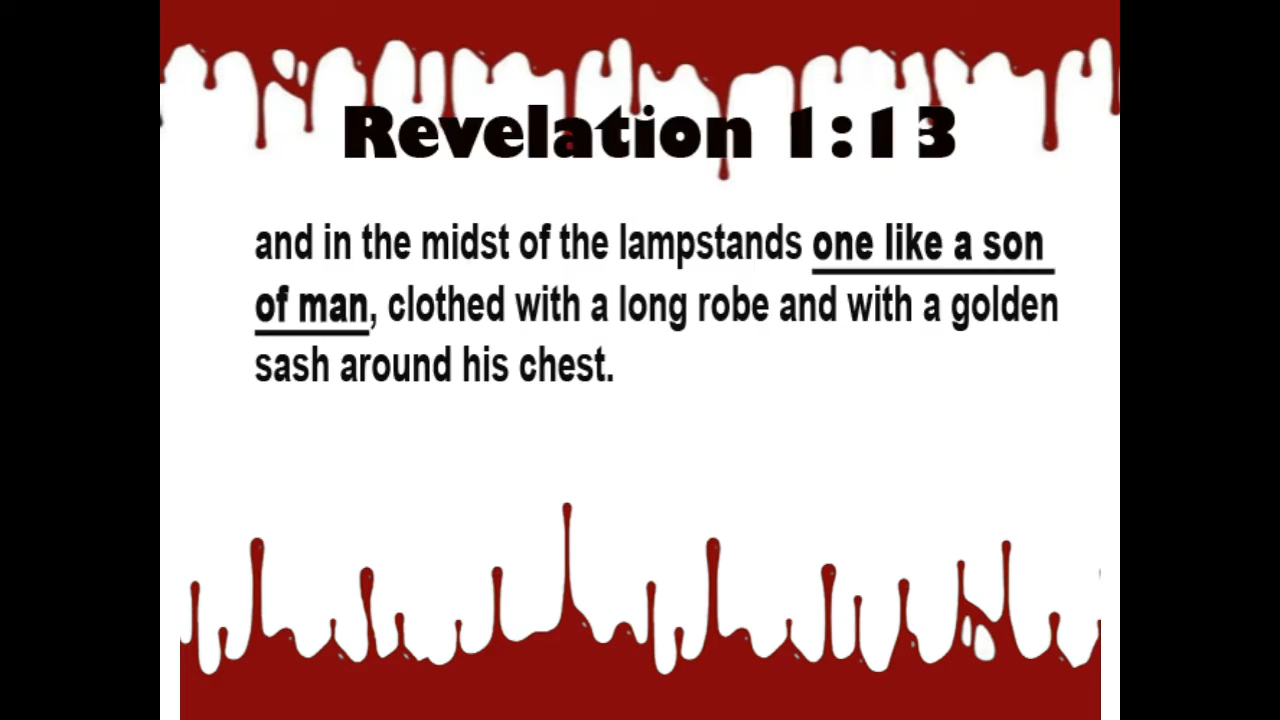 Revelation 1:13
and in the midst of the lampstands one like a son
of man, clothed with a long robe and with a golden
sash around his chest.